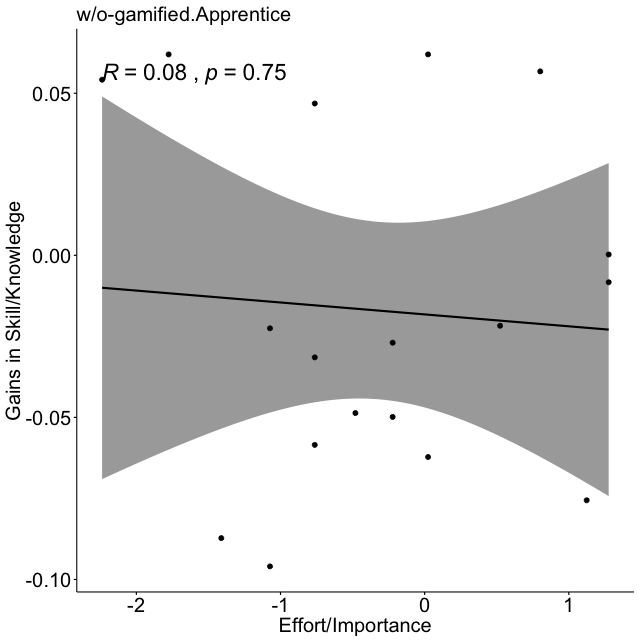 w/o-gamified.Apprentice
R = 0.08 , p = 0.75
0.05
0.00
-0.05
-0.10
Gains in Skill/Knowledge
-2 -1 0 1
Effort/Importance